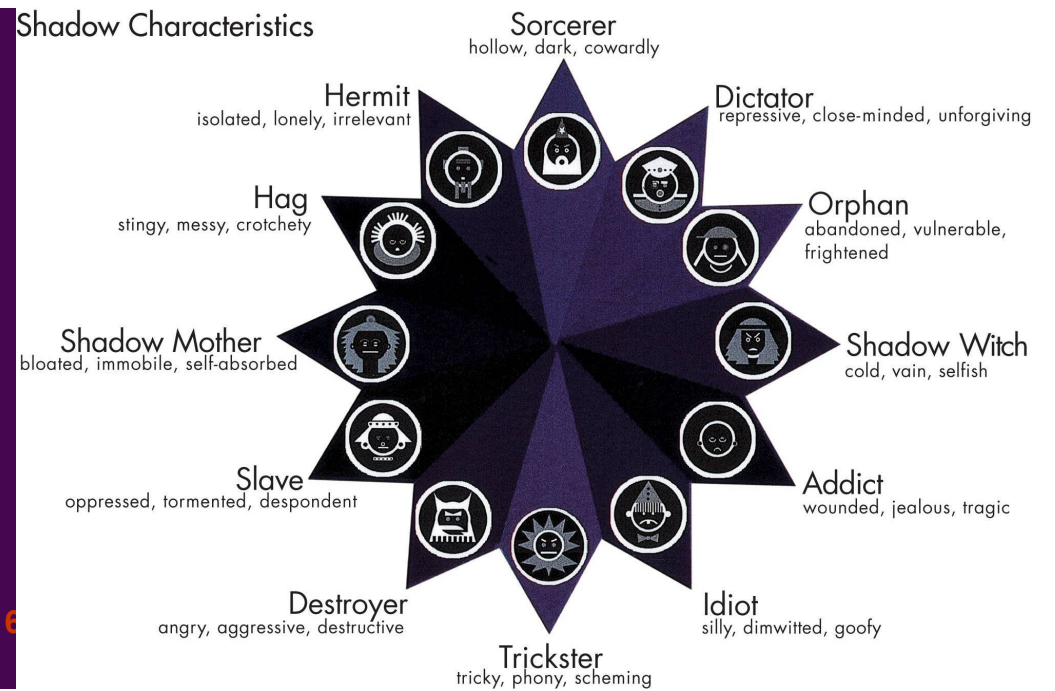 Shadow Characteristics
Sorcerer
hollow, dark, cowardly
Dictator
repressive, close-minded, unforgiving
Orphan
abandoned, vulnerable,
frightened
Shadow Witch
cold, vain, selfish
Addict
wounded, jealous, tragic
Idiot
silly, dimwitted, goofy
Trickster
tricky, phony, scheming
Destroyer
angry, aggressive, destructive
Slave
oppressed, tormented, despondent
Shadow Mother
bloated, immobile, self-absorbed
Hag
stingy, messy, crotchety
Hermit
isolated, lonely, irrelevant